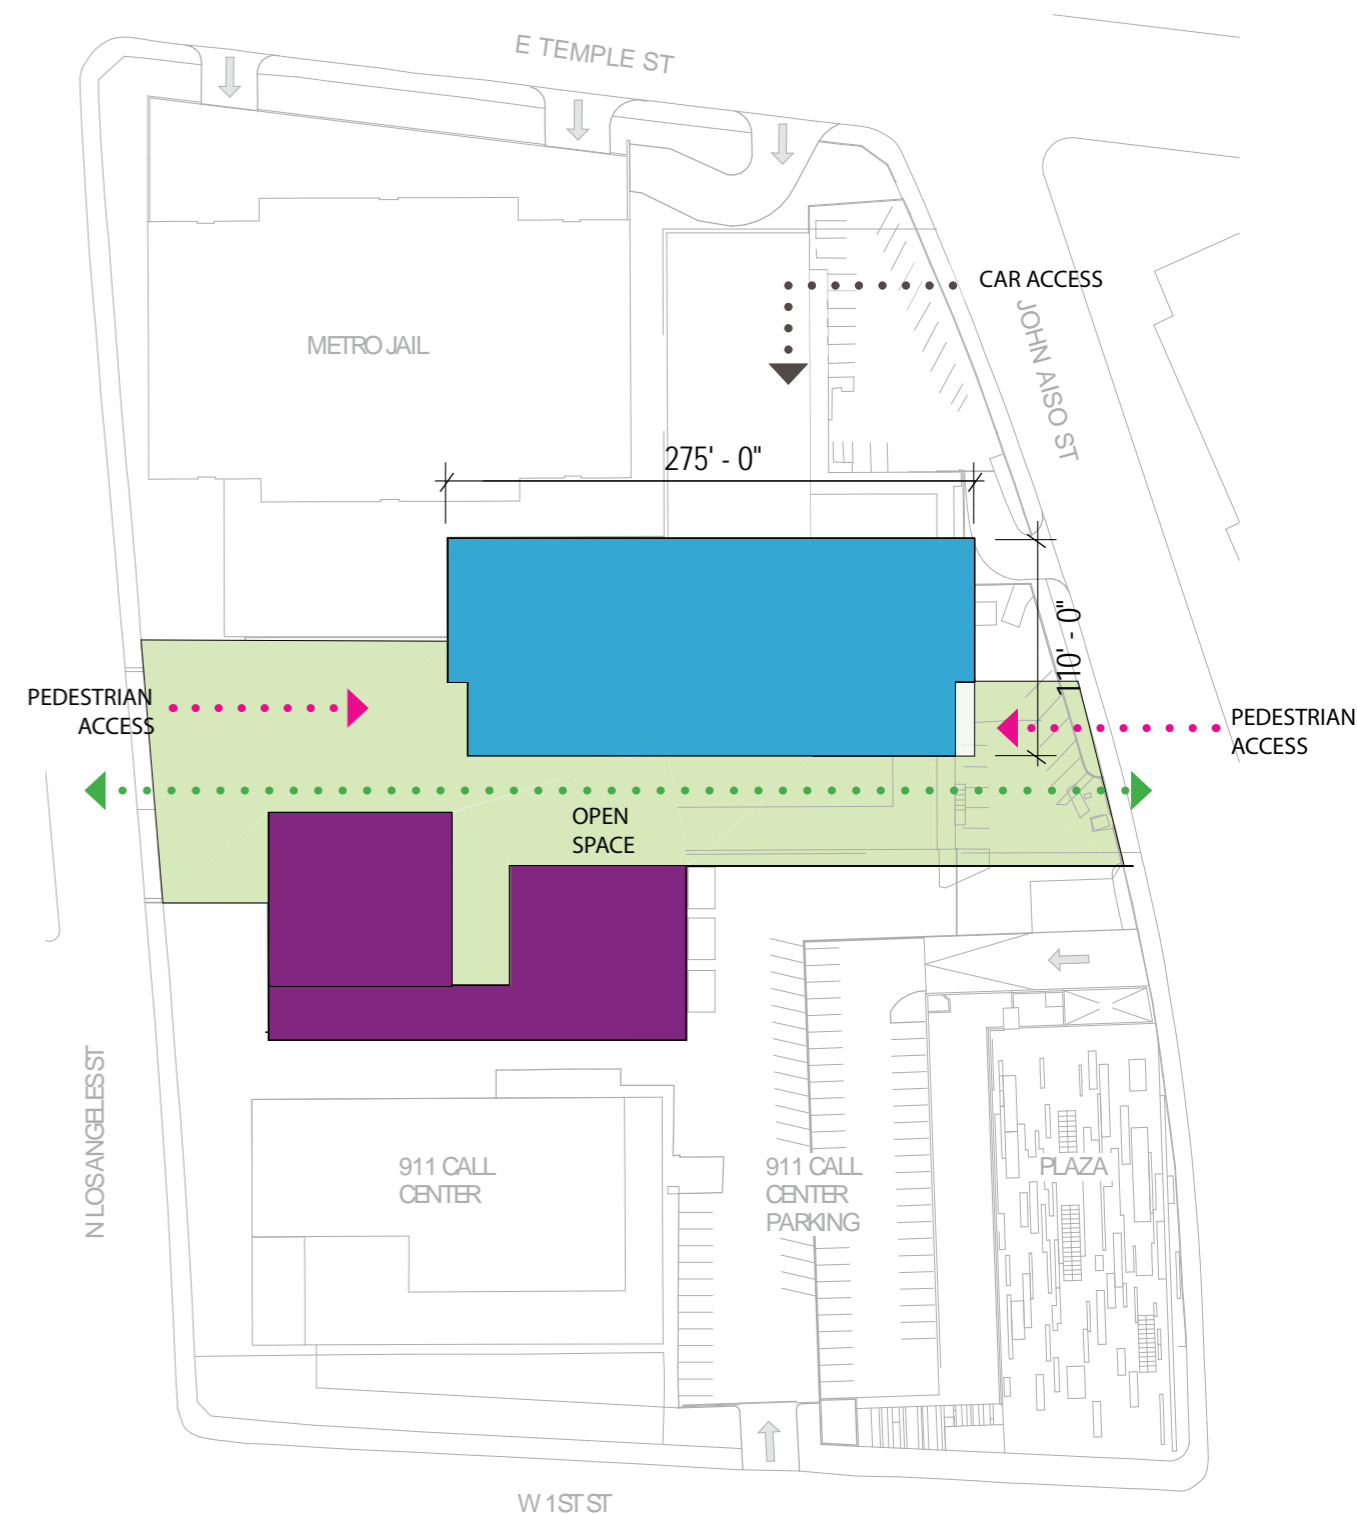 E TEMPLE ST
CAR ACCESS
METRO JAIL
JOHN AISO ST
275' - 0"
110' - 0"
PEDESTRIAN
ACCESS
PEDESTRIAN
ACCESS
OPEN
SPACE
N LOS ANGELES ST
911 CALL
CENTER
911 CALL
CENTER
PARKING
PLAZA
W 1ST ST